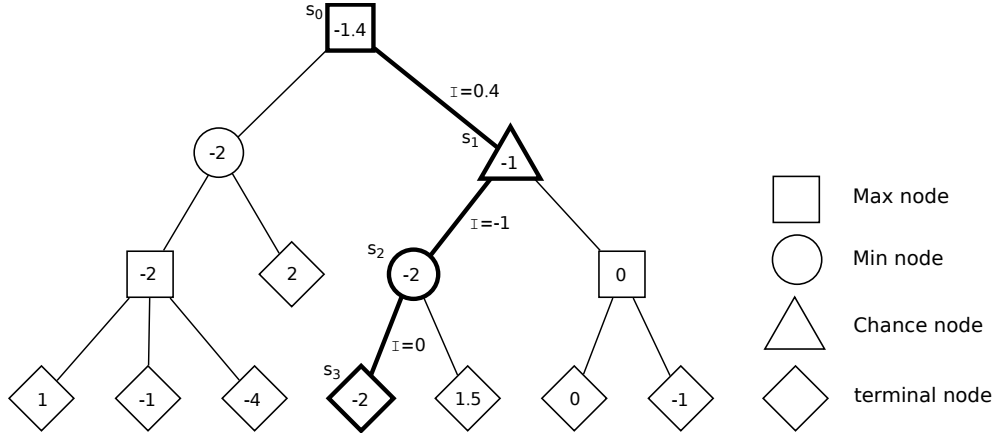 s0
-1.4
I=0.4
-2
s1
-1
I=-1
-2
2
s2
-2
0
I=0
1
-1
-4
s3
-2
1.5
0
-1
Max node
Min node
Chance node
terminal node